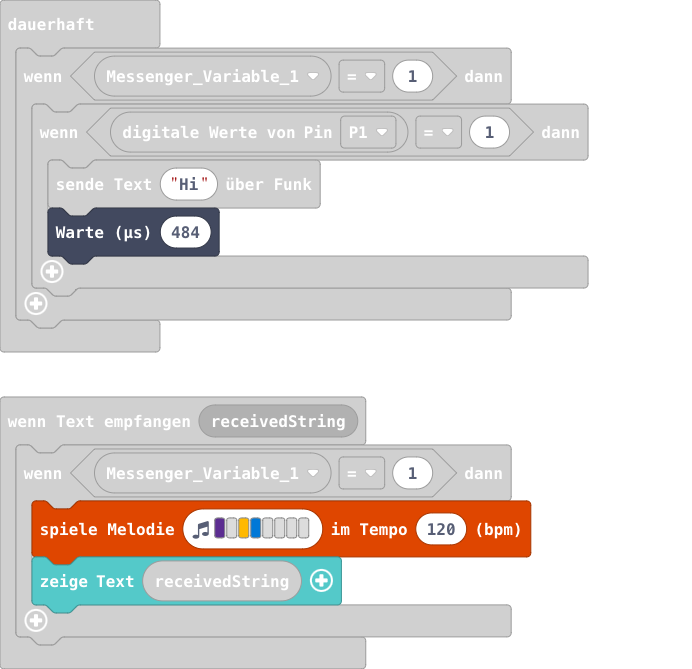 dauerhaft
wenn Messenger_Variable_1 = 1 dann
wenn digitale Werte von Pin P1 = 1 dann
sende Text "Hi" über Funk
Warte (µs) 484
wenn Text empfangen receivedString
wenn Messenger_Variable_1 = 1 dann
spiele Melodie im Tempo 120 (bpm)
zeige Text receivedString